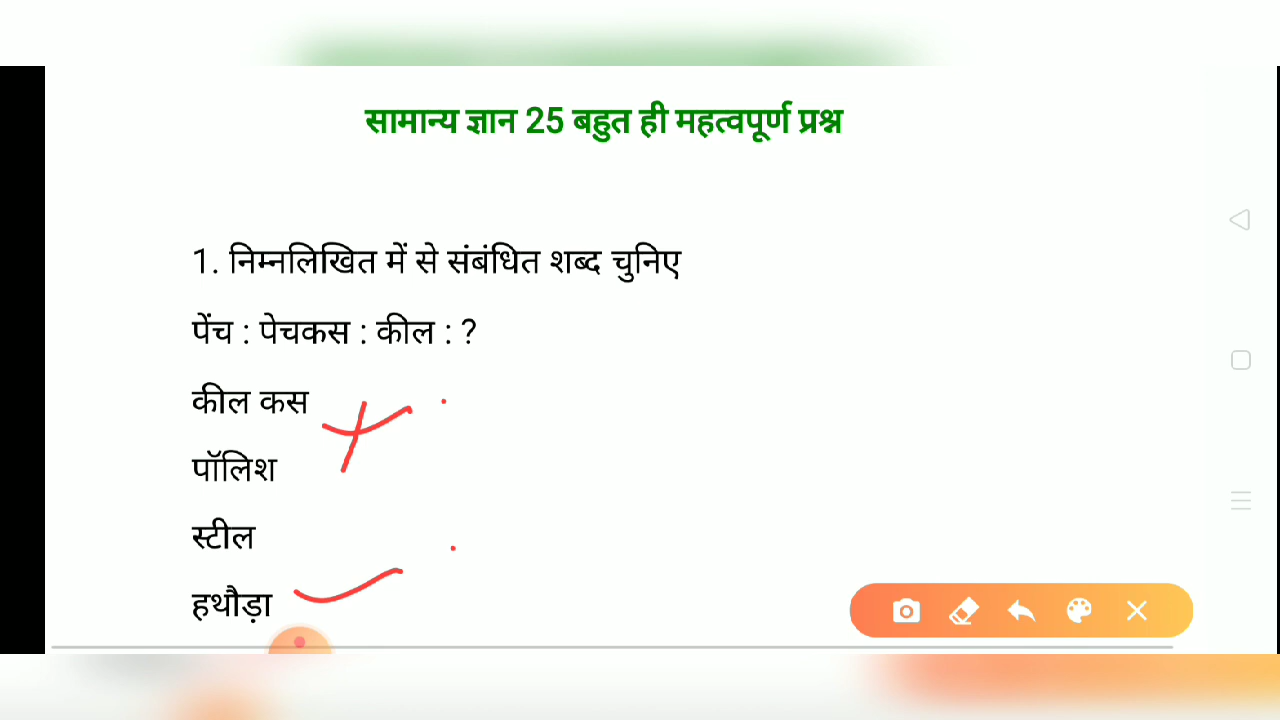 सामान्य ज्ञान 25 बहुत ही महत्वपूर्ण प्रश्न
1. निम्नलिखित में से संबंधित शब्द चुनिए
पेंच : पेचकस : कील : ?
कील कस
पॉलिश
स्टील
हथौड़ा